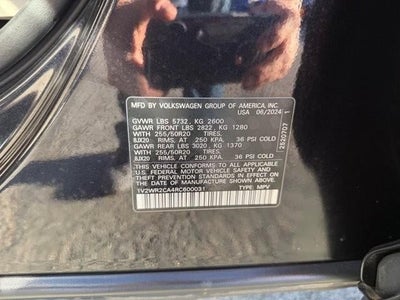 MFD. BY VOLKSWAGEN GROUP OF AMERICA, INC.
USA 06/2024
GVWR LBS 5732, KG 2600
GAWR FRONT LBS 2822, KG 1280
WITH 255/50R20
8JX20 RIMS, AT 250 KPA, 36 PSI COLD
GAWR REAR LBS 3020, KG 1370
WITH 255/50R20
8JX20 RIMS, AT 250 KPA, 36 PSI COLD
THIS VEHICLE CONFORMS TO ALL APPLICABLE
U.S. FEDERAL MOTOR VEHICLE SAFETY AND
THEFT PREVENTION STANDARDS IN EFFECT
ON THE DATE OF MANUFACTURE SHOWN ABOVE.
1V2WR2CA4RC600031 TYPE: MPV
2520707 1